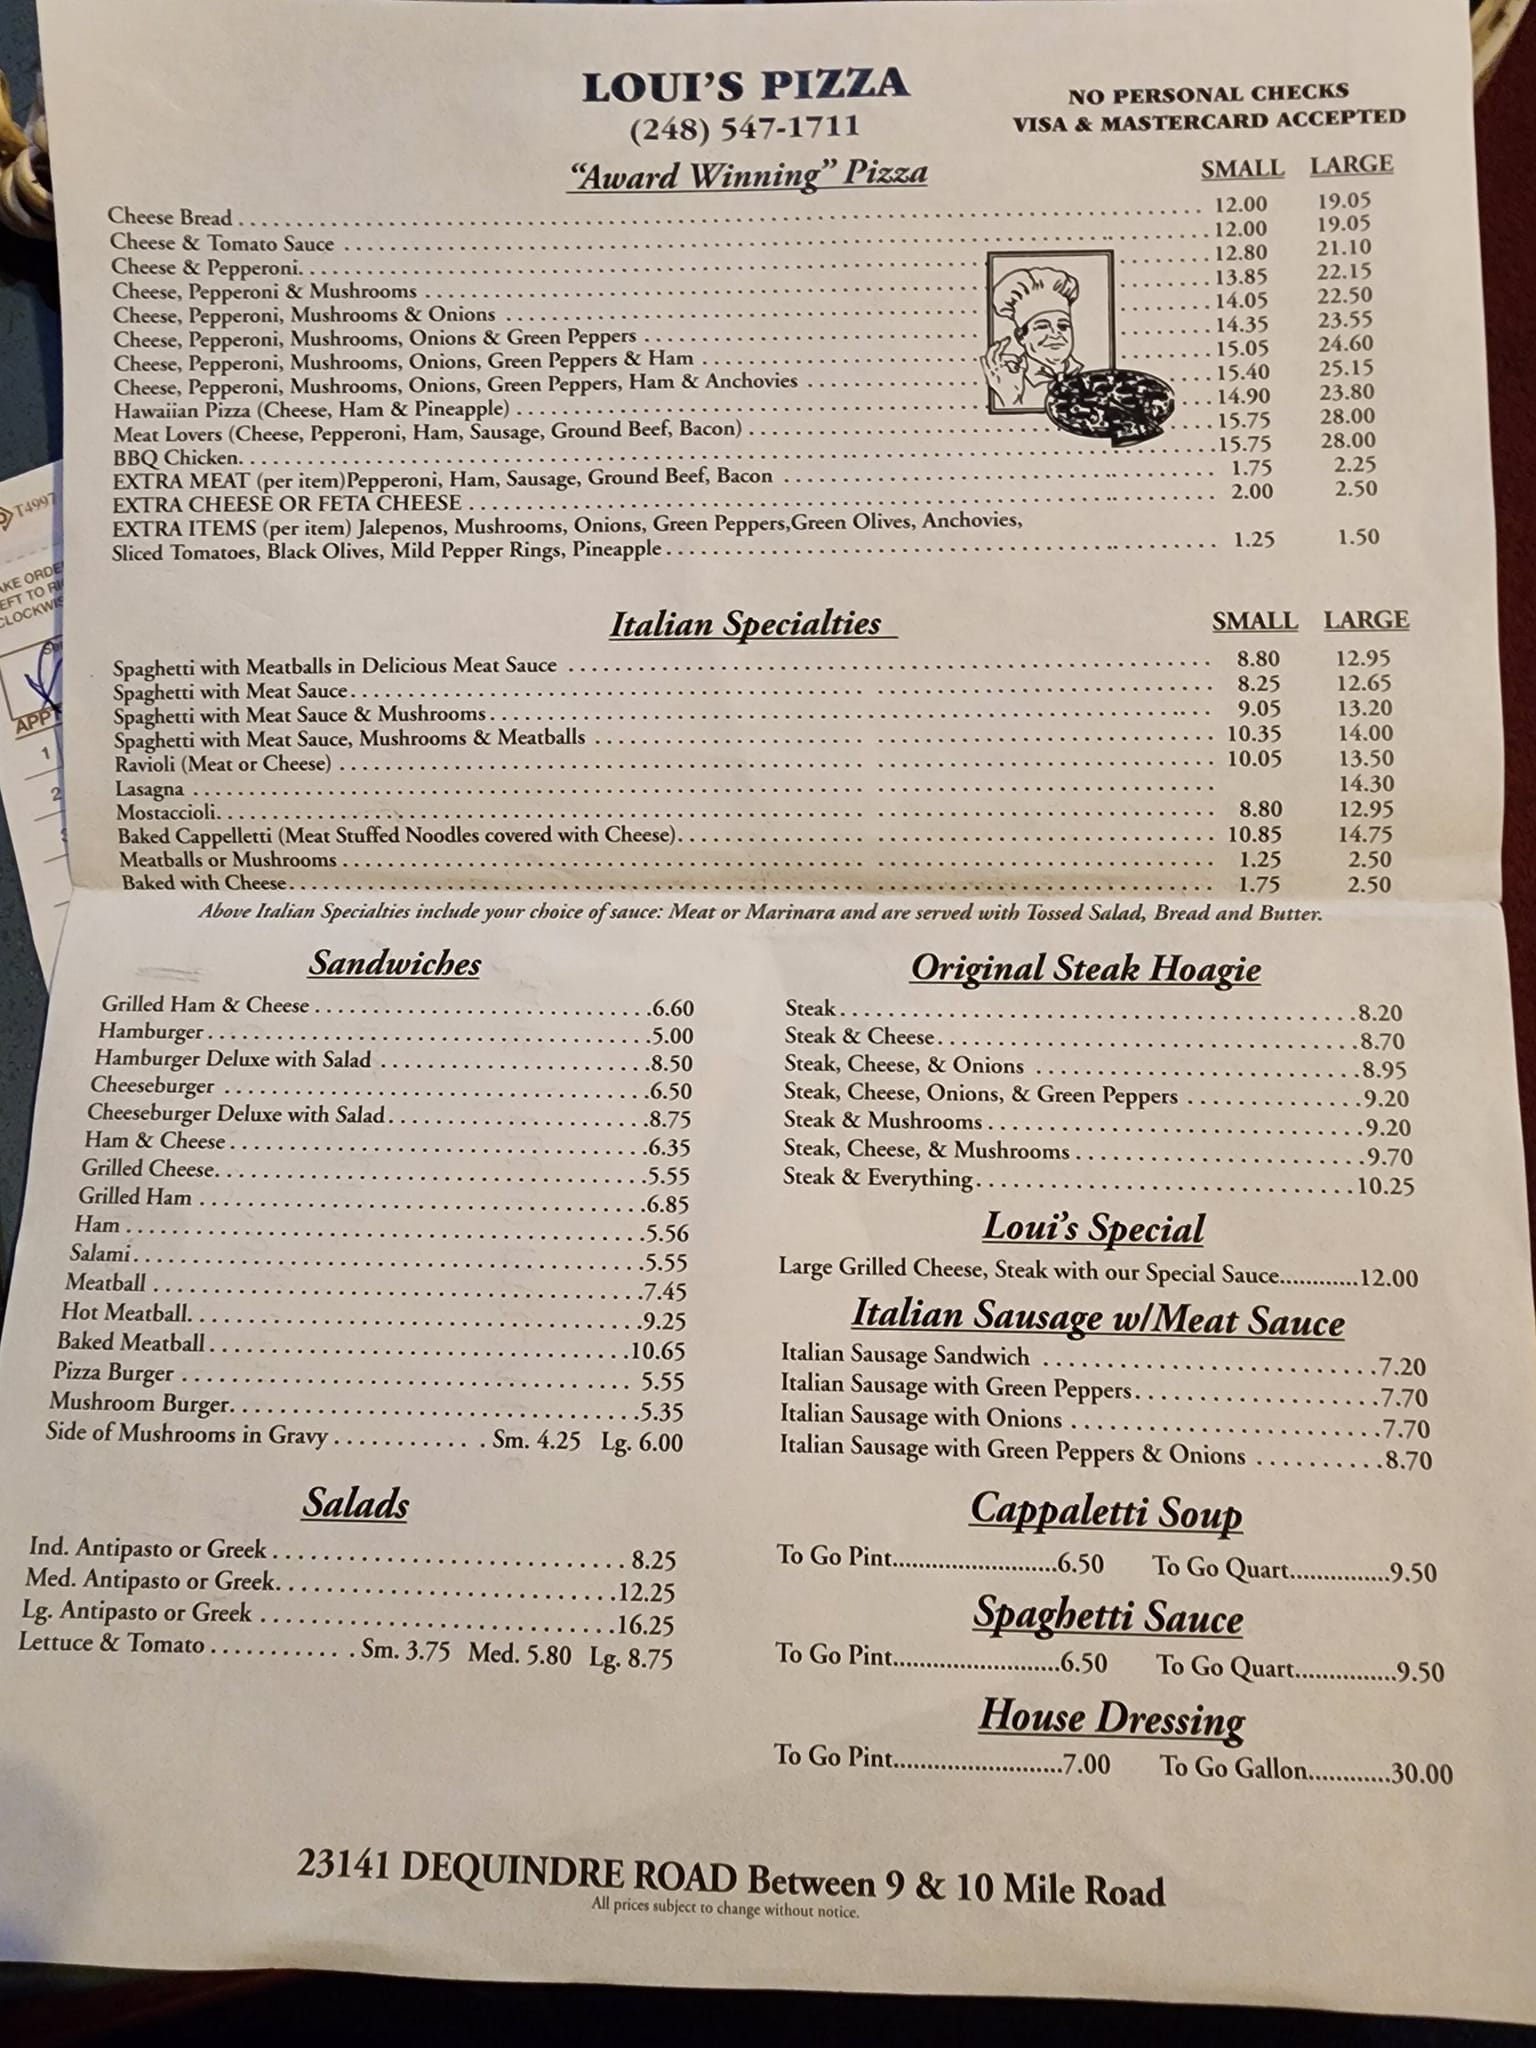 LOUI'S PIZZA
(248) 547-1711
NO PERSONAL CHECKS
VISA & MASTERCARD ACCEPTED
"Award Winning" Pizza SMALL LARGE
Cheese Bread 12.00 19.05
Cheese & Tomato Sauce 12.00 19.05
Cheese & Pepperoni 12.80 21.10
Cheese, Pepperoni & Mushrooms 13.85 22.15
Cheese, Pepperoni, Mushrooms & Onions 14.05 22.50
Cheese, Pepperoni, Mushrooms, Onions & Green Peppers 14.35 23.55
Cheese, Pepperoni, Mushrooms, Onions, Green Peppers & Ham 15.05 24.60
Cheese, Pepperoni, Mushrooms, Onions, Green Peppers, Ham & Anchovies 15.40 25.15
Hawaiian Pizza (Cheese, Ham & Pineapple) 14.90 23.80
Meat Lovers (Cheese, Pepperoni, Ham, Sausage, Ground Beef, Bacon) 15.75 28.00
BBQ Chicken 15.75 28.00
EXTRA MEAT (per item)Pepperoni, Ham, Sausage, Ground Beef, Bacon 1.75 2.25
EXTRA CHEESE OR FETA CHEESE 2.00 2.50
EXTRA ITEMS (per item) Jalepenos, Mushrooms, Onions, Green Peppers,Green Olives, Anchovies,
Sliced Tomatoes, Black Olives, Mild Pepper Rings, Pineapple 1.25 1.50
Italian Specialties SMALL LARGE
Spaghetti with Meatballs in Delicious Meat Sauce 8.80 12.95
Spaghetti with Meat Sauce 8.25 12.65
Spaghetti with Meat Sauce & Mushrooms 9.05 13.20
Spaghetti with Meat Sauce, Mushrooms & Meatballs 10.35 14.00
Ravioli (Meat or Cheese) 10.05 13.50
Lasagna 14.30
Mostaccioli 8.80 12.95
Baked Cappelletti (Meat Stuffed Noodles covered with Cheese) 10.85 14.75
Meatballs or Mushrooms 1.25 2.50
Baked with Cheese 1.75 2.50
Above Italian Specialties include your choice of sauce: Meat or Marinara and are served with Tossed Salad, Bread and Butter.
Sandwiches
Grilled Ham & Cheese 6.60
Hamburger 5.00
Hamburger Deluxe with Salad 8.50
Cheeseburger 6.50
Cheeseburger Deluxe with Salad 8.75
Ham & Cheese 6.35
Grilled Cheese 5.55
Grilled Ham 6.85
Ham 5.56
Salami 5.55
Meatball 7.45
Hot Meatball 9.25
Baked Meatball 10.65
Pizza Burger 5.55
Mushroom Burger 5.35
Side of Mushrooms in Gravy Sm. 4.25 Lg. 6.00
Salads
Ind. Antipasto or Greek 8.25
Med. Antipasto or Greek 12.25
Lg. Antipasto or Greek 16.25
Lettuce & Tomato Sm. 3.75 Med. 5.80 Lg. 8.75
Original Steak Hoagie
Steak 8.20
Steak & Cheese 8.70
Steak, Cheese, & Onions 8.95
Steak, Cheese, Onions, & Green Peppers 9.20
Steak & Mushrooms 9.20
Steak, Cheese, & Mushrooms 9.70
Steak & Everything 10.25
Loui's Special
Large Grilled Cheese, Steak with our Special Sauce 12.00
Italian Sausage w/Meat Sauce
Italian Sausage Sandwich 7.20
Italian Sausage with Green Peppers 7.70
Italian Sausage with Onions 7.70
Italian Sausage with Green Peppers & Onions 8.70
Cappaletti Soup
To Go Pint 6.50 To Go Quart 9.50
Spaghetti Sauce
To Go Pint 6.50 To Go Quart 9.50
House Dressing
To Go Pint 7.00 To Go Gallon 30.00
23141 DEQUINDRE ROAD Between 9 & 10 Mile Road
All prices subject to change without notice.
T4997
APP
1
2